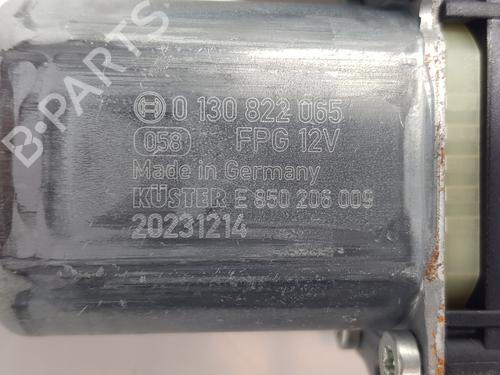 0 130 822 065
058 FPG 12V
Made in Germany
KÜSTER E 850 206 009
20231214
B-PARTS